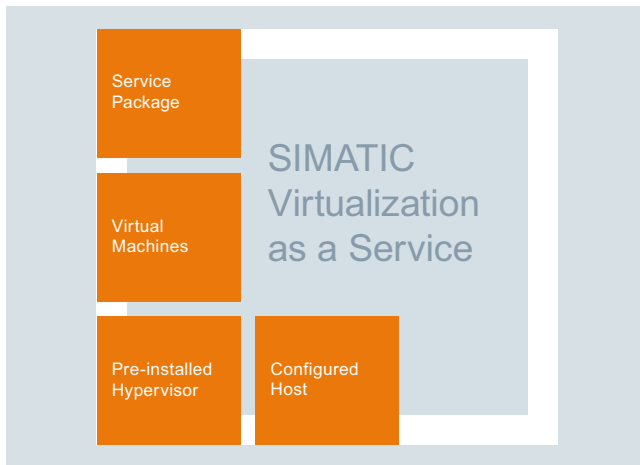 Service
Package
SIMATIC
Virtualization
as a Service
Virtual
Machines
Pre-installed
Hypervisor
Configured
Host